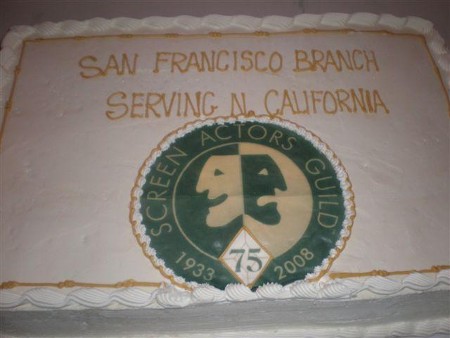 SAN FRANCISCO BRANCH
SERVING N. CALIFORNIA
SCREEN ACTORS GUILD
1933 75 2008